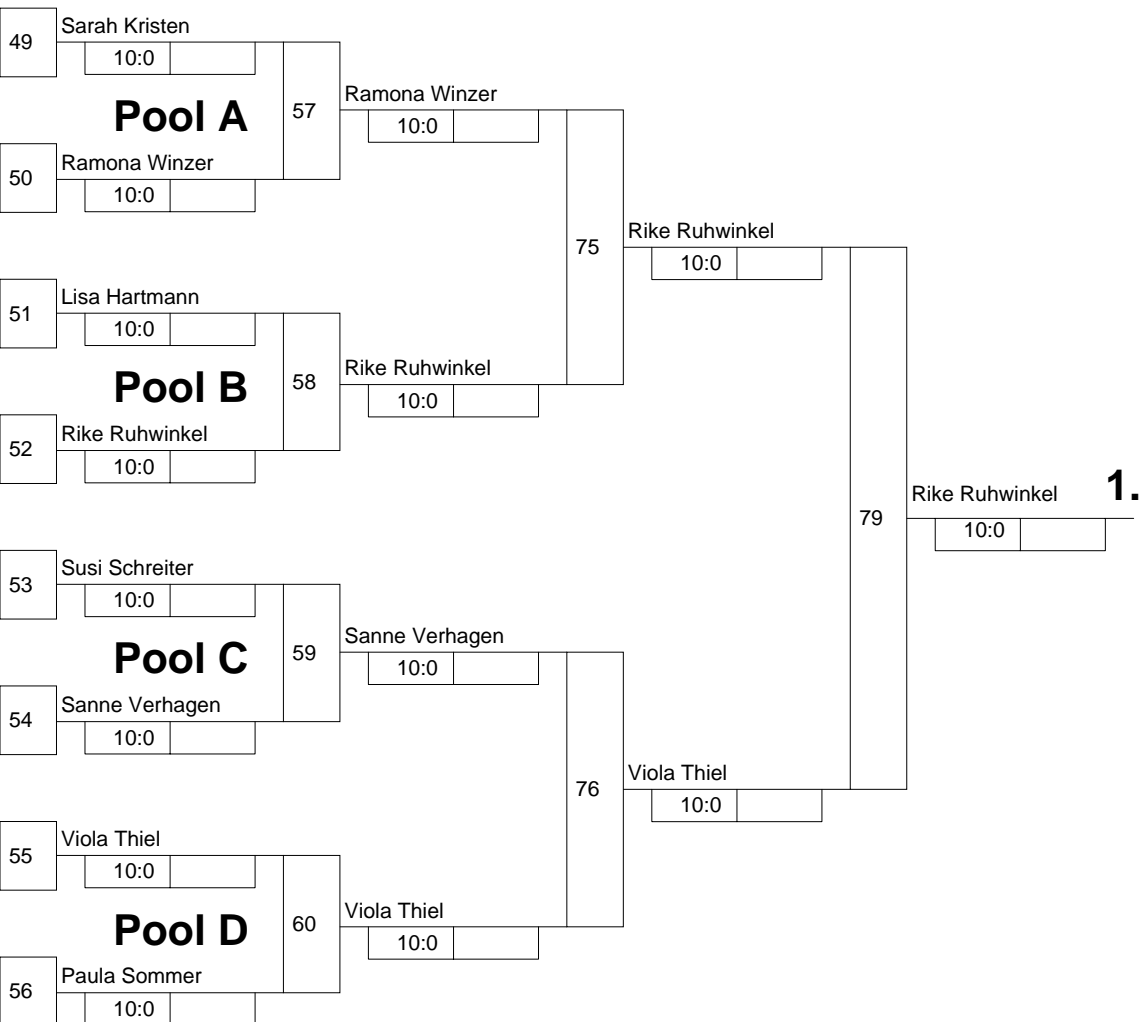 Sarah Kristen
49
10:0
Pool A
57
Ramona Winzer
10:0
Ramona Winzer
50
10:0
75
Rike Ruhwinkel
10:0
Lisa Hartmann
51
10:0
Pool B
58
Rike Ruhwinkel
10:0
Rike Ruhwinkel
52
10:0
79
Rike Ruhwinkel
1.
10:0
Susi Schreiter
53
10:0
Pool C
59
Sanne Verhagen
10:0
Sanne Verhagen
54
10:0
76
Viola Thiel
10:0
Viola Thiel
55
10:0
Pool D
60
Viola Thiel
10:0
Paula Sommer
56
10:0